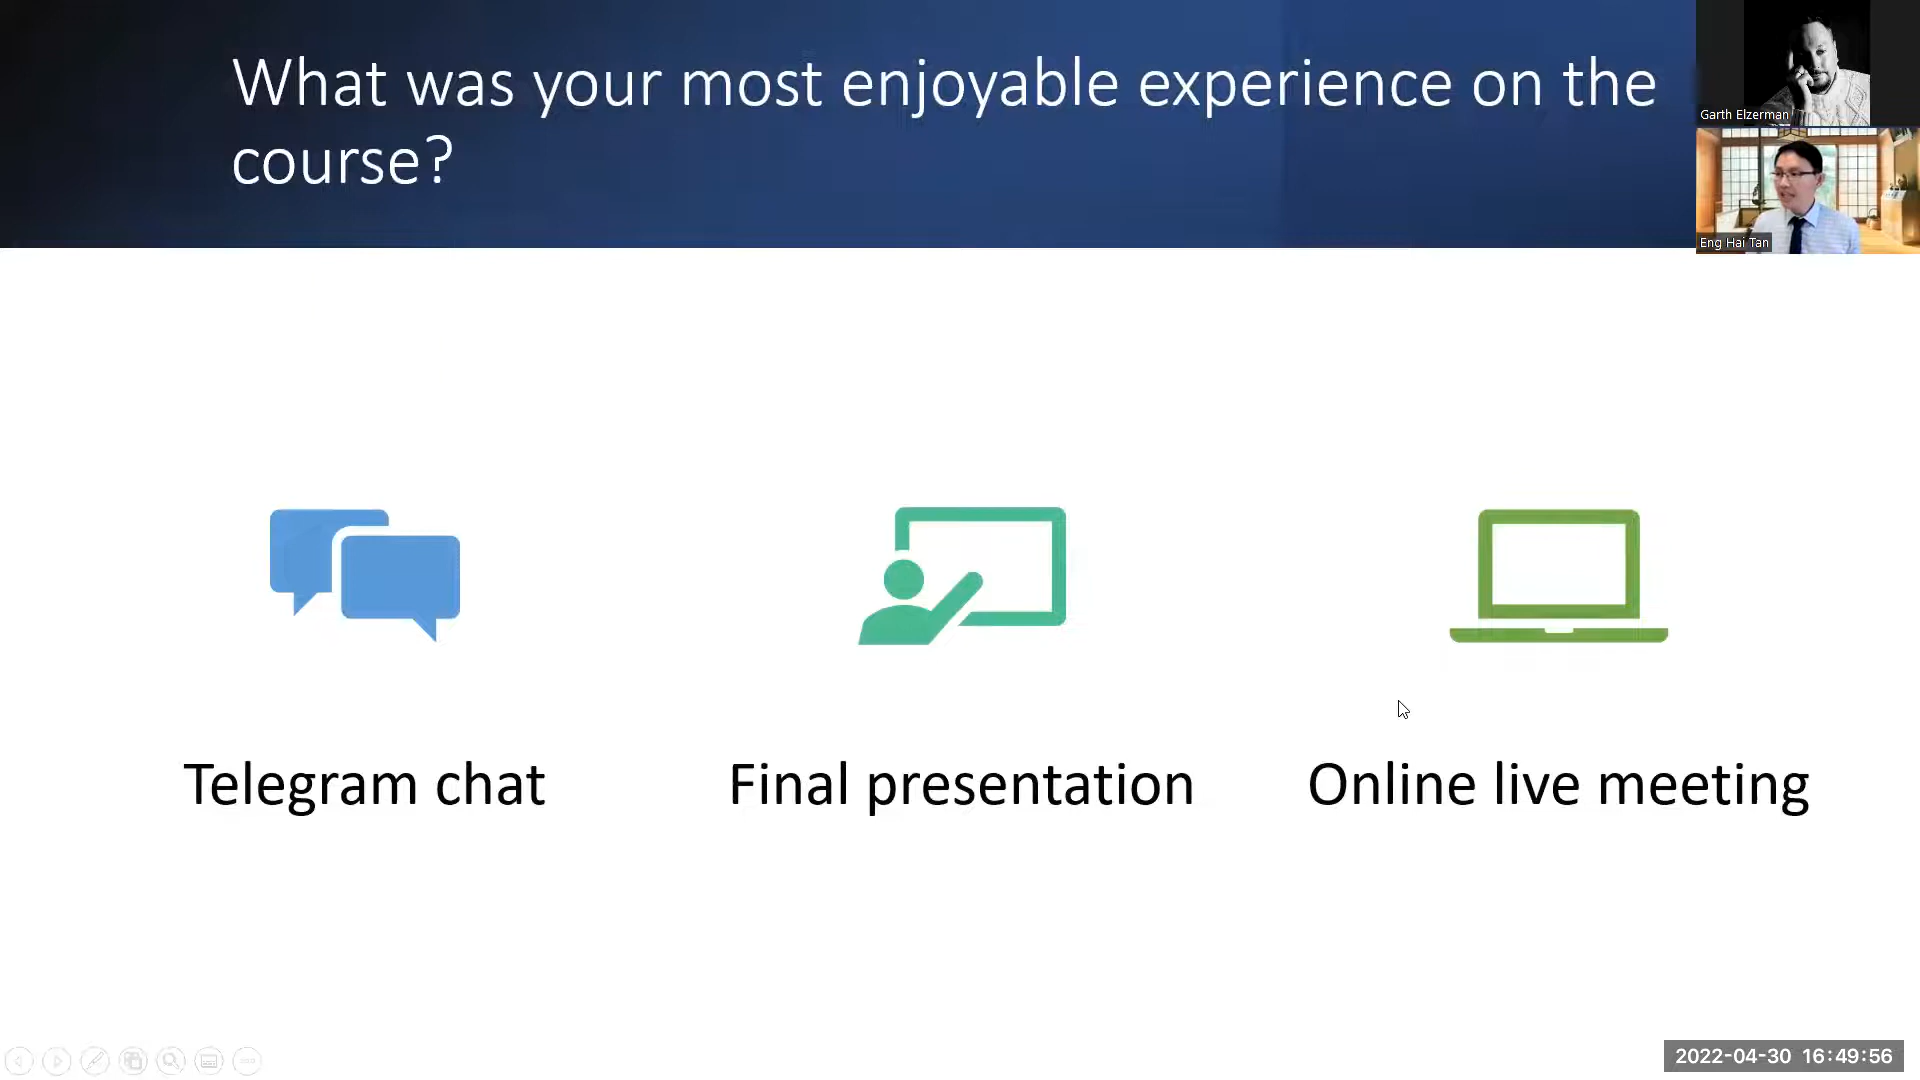 What was your most enjoyable experience on the
course?
Garth Elzerman
Eng Hai Tan
Telegram chat
Final presentation
Online live meeting
2022-04-30 16:49:56